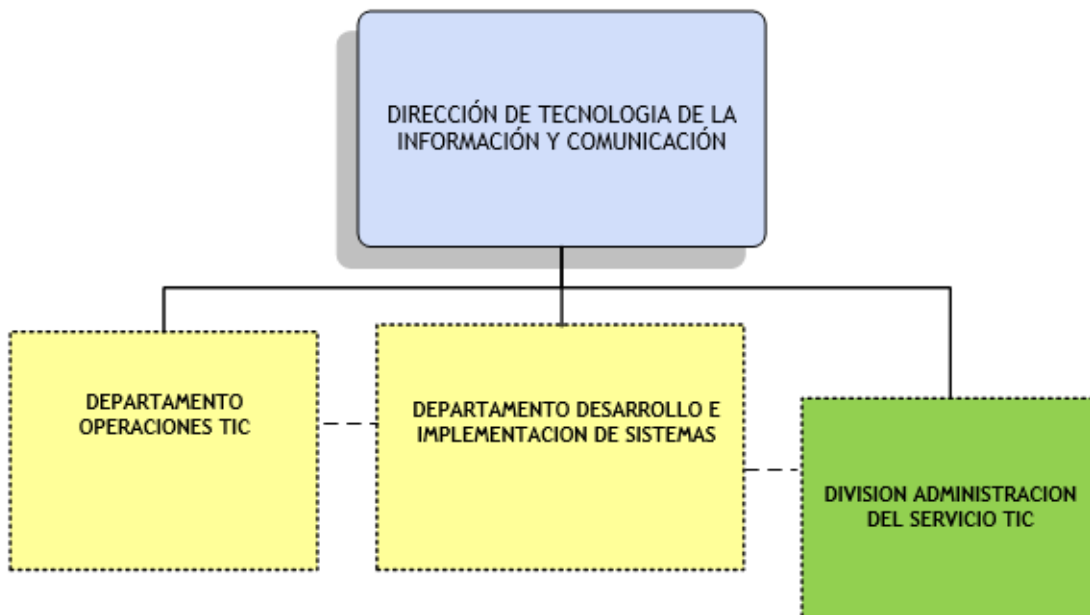 DIRECCIÓN DE TECNOLOGIA DE LA
INFORMACIÓN Y COMUNICACIÓN
DEPARTAMENTO
OPERACIONES TIC
DEPARTAMENTO DESARROLLO E
IMPLEMENTACION DE SISTEMAS
DIVISION ADMINISTRACION
DEL SERVICIO TIC